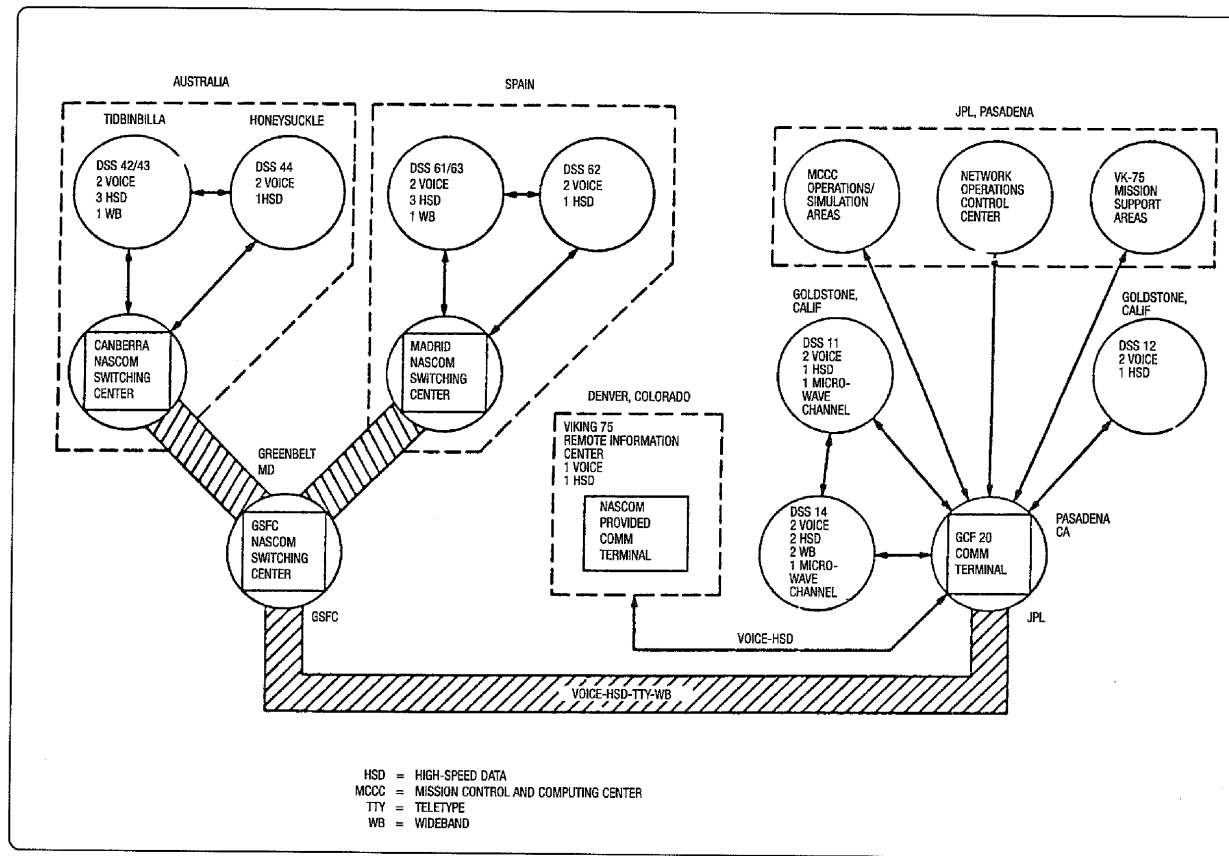 AUSTRALIA
TIDBINBILLA
HONEYSUCKLE
DSS 42/43
2 VOICE
3 HSD
1 WB
DSS 44
2 VOICE
1HSD
CANBERRA
NASCOM
SWITCHING
CENTER
SPAIN
DSS 61/63
2 VOICE
3 HSD
1 WB
DSS 62
2 VOICE
1 HSD
MADRID
NASCOM
SWITCHING
CENTER
GREENBELT
MD
GSFC
NASCOM
SWITCHING
CENTER
GSFC
DENVER, COLORADO
VIKING 75
REMOTE INFORMATION
CENTER
1 VOICE
1 HSD
NASCOM
PROVIDED
COMM
TERMINAL
JPL, PASADENA
MCCC
OPERATIONS/
SIMULATION
AREAS
NETWORK
OPERATIONS
CONTROL
CENTER
VK-75
MISSION
SUPPORT
AREAS
GOLDSTONE,
CALIF
DSS 11
2 VOICE
1 HSD
1 MICRO-
WAVE
CHANNEL
GOLDSTONE,
CALIF
DSS 12
2 VOICE
1 HSD
DSS 14
2 VOICE
2 HSD
2 WB
1 MICRO-
WAVE
CHANNEL
GCF 20
COMM
TERMINAL
PASADENA
CA
JPL
VOICE-HSD
VOICE-HSD-TTY-WB
HSD = HIGH-SPEED DATA
MCCC = MISSION CONTROL AND COMPUTING CENTER
TTY = TELETYPE
WB = WIDEBAND